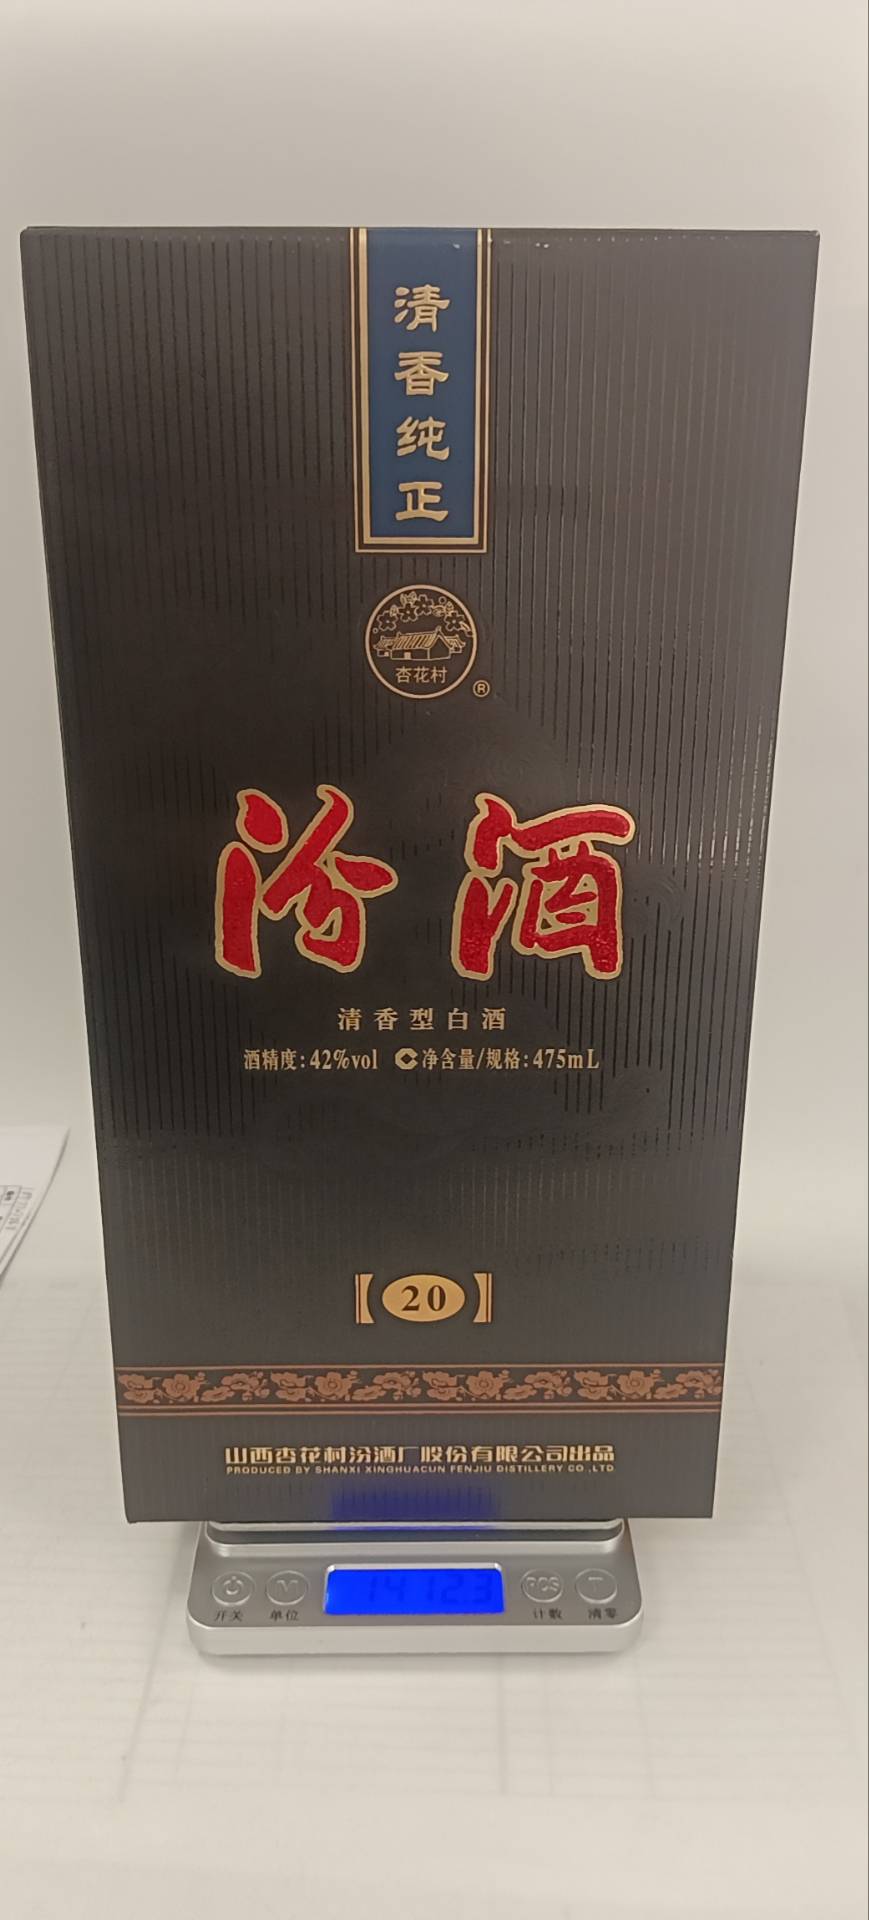 清香纯正
杏花村
®
汾酒
清香型白酒
酒精度:42%vol 净含量/规格:475mL
【20】
山西杏花村汾酒厂股份有限公司出品
PRODUCED BY SHANXI XINGHUACUN FENJIU DISTILLERY CO.,LTD.
1412.3
PCS
T
开关 单位 计数 清零